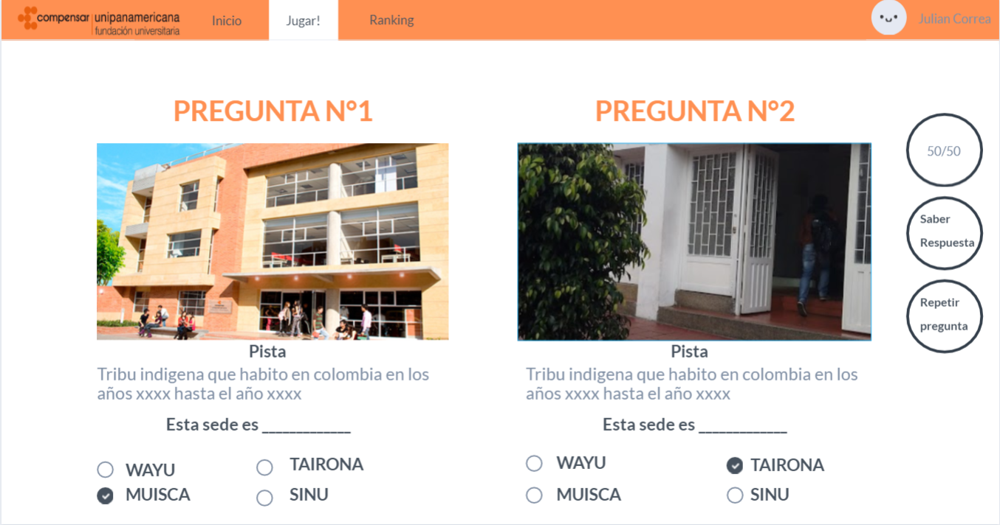 compensar unipanamericana
fundación universitaria
Inicio
Jugar!
Ranking
Julian Correa
PREGUNTA N°1
Pista
Tribu indigena que habito en colombia en los
años xxxx hasta el año xxxx
Esta sede es _____________
WAYU
TAIRONA
MUISCA
SINU
PREGUNTA N°2
Pista
Tribu indigena que habito en colombia en los
años xxxx hasta el año xxxx
Esta sede es _____________
WAYU
TAIRONA
MUISCA
SINU
50/50
Saber
Respuesta
Repetir
pregunta